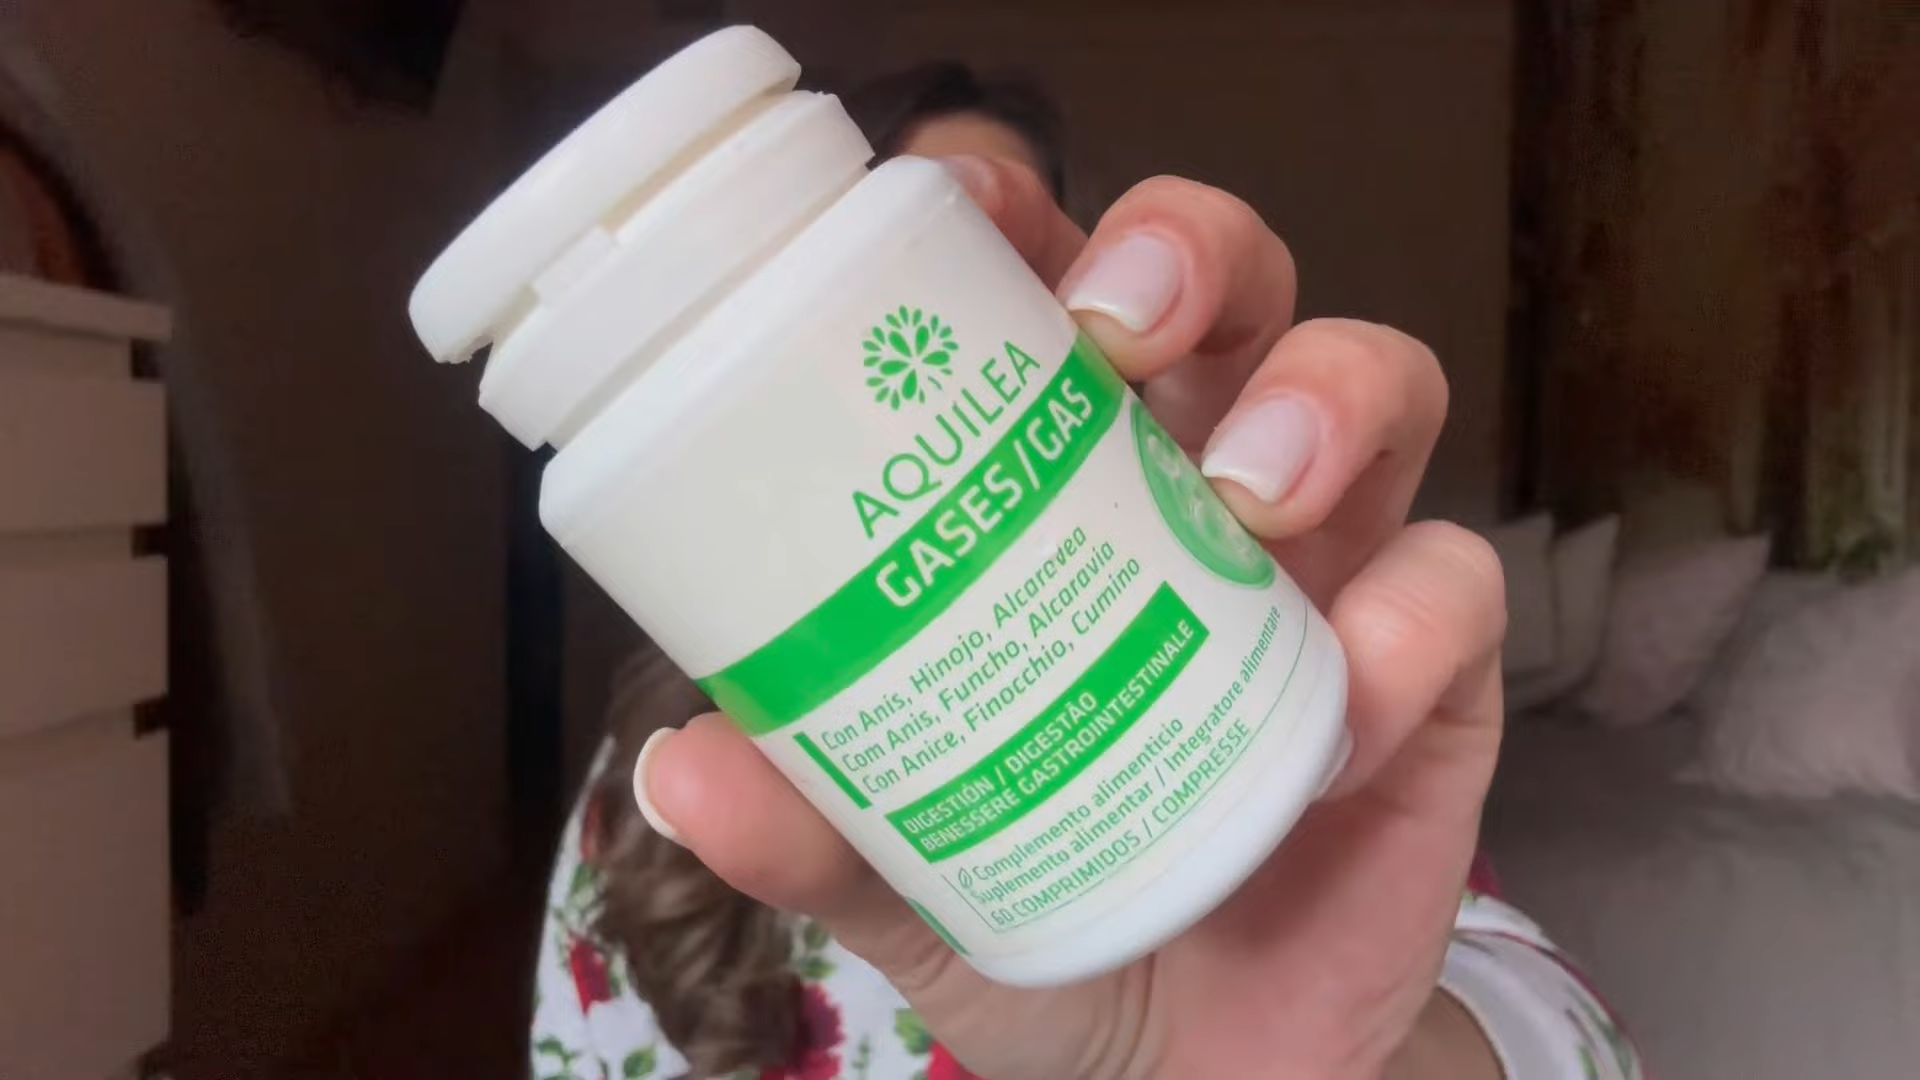 AQUILEA
GASES/GAS
Con Anís, Hinojo, Alcaravea
Com Anis, Funcho, Alcaravia
Con Anice, Finocchio, Cumino
DIGESTIÓN / DIGESTÃO
BENESSERE GASTROINTESTINALE
Complemento alimenticio
Suplemento alimentar / Integratore alimentare
60 COMPRIMIDOS / COMPRESSE